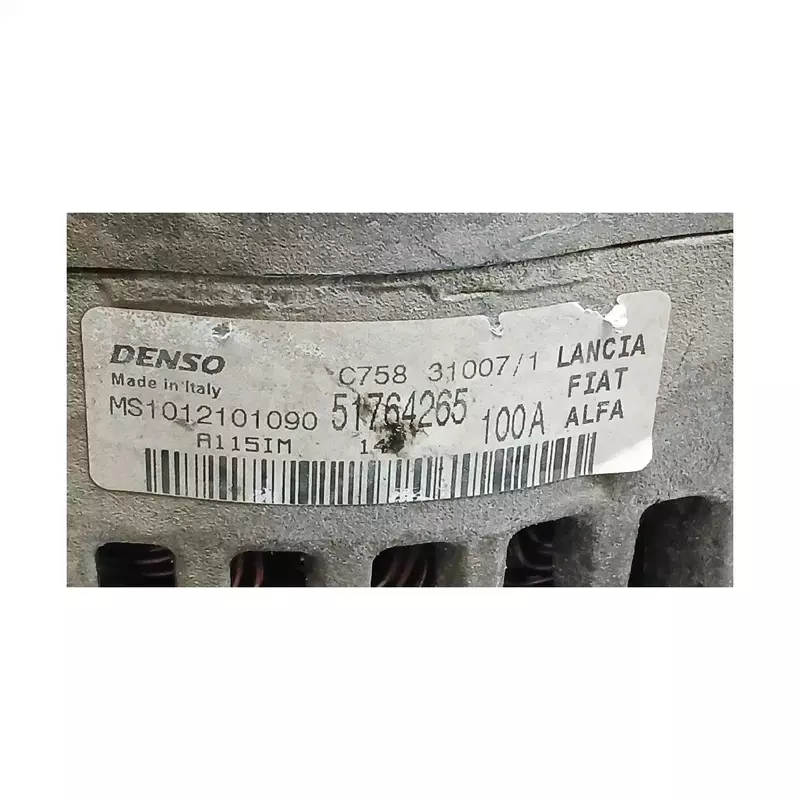 DENSO
Made in Italy
C758 31007/1 LANCIA
MS1012101090 51764265 100A FIAT
A115IM ALFA